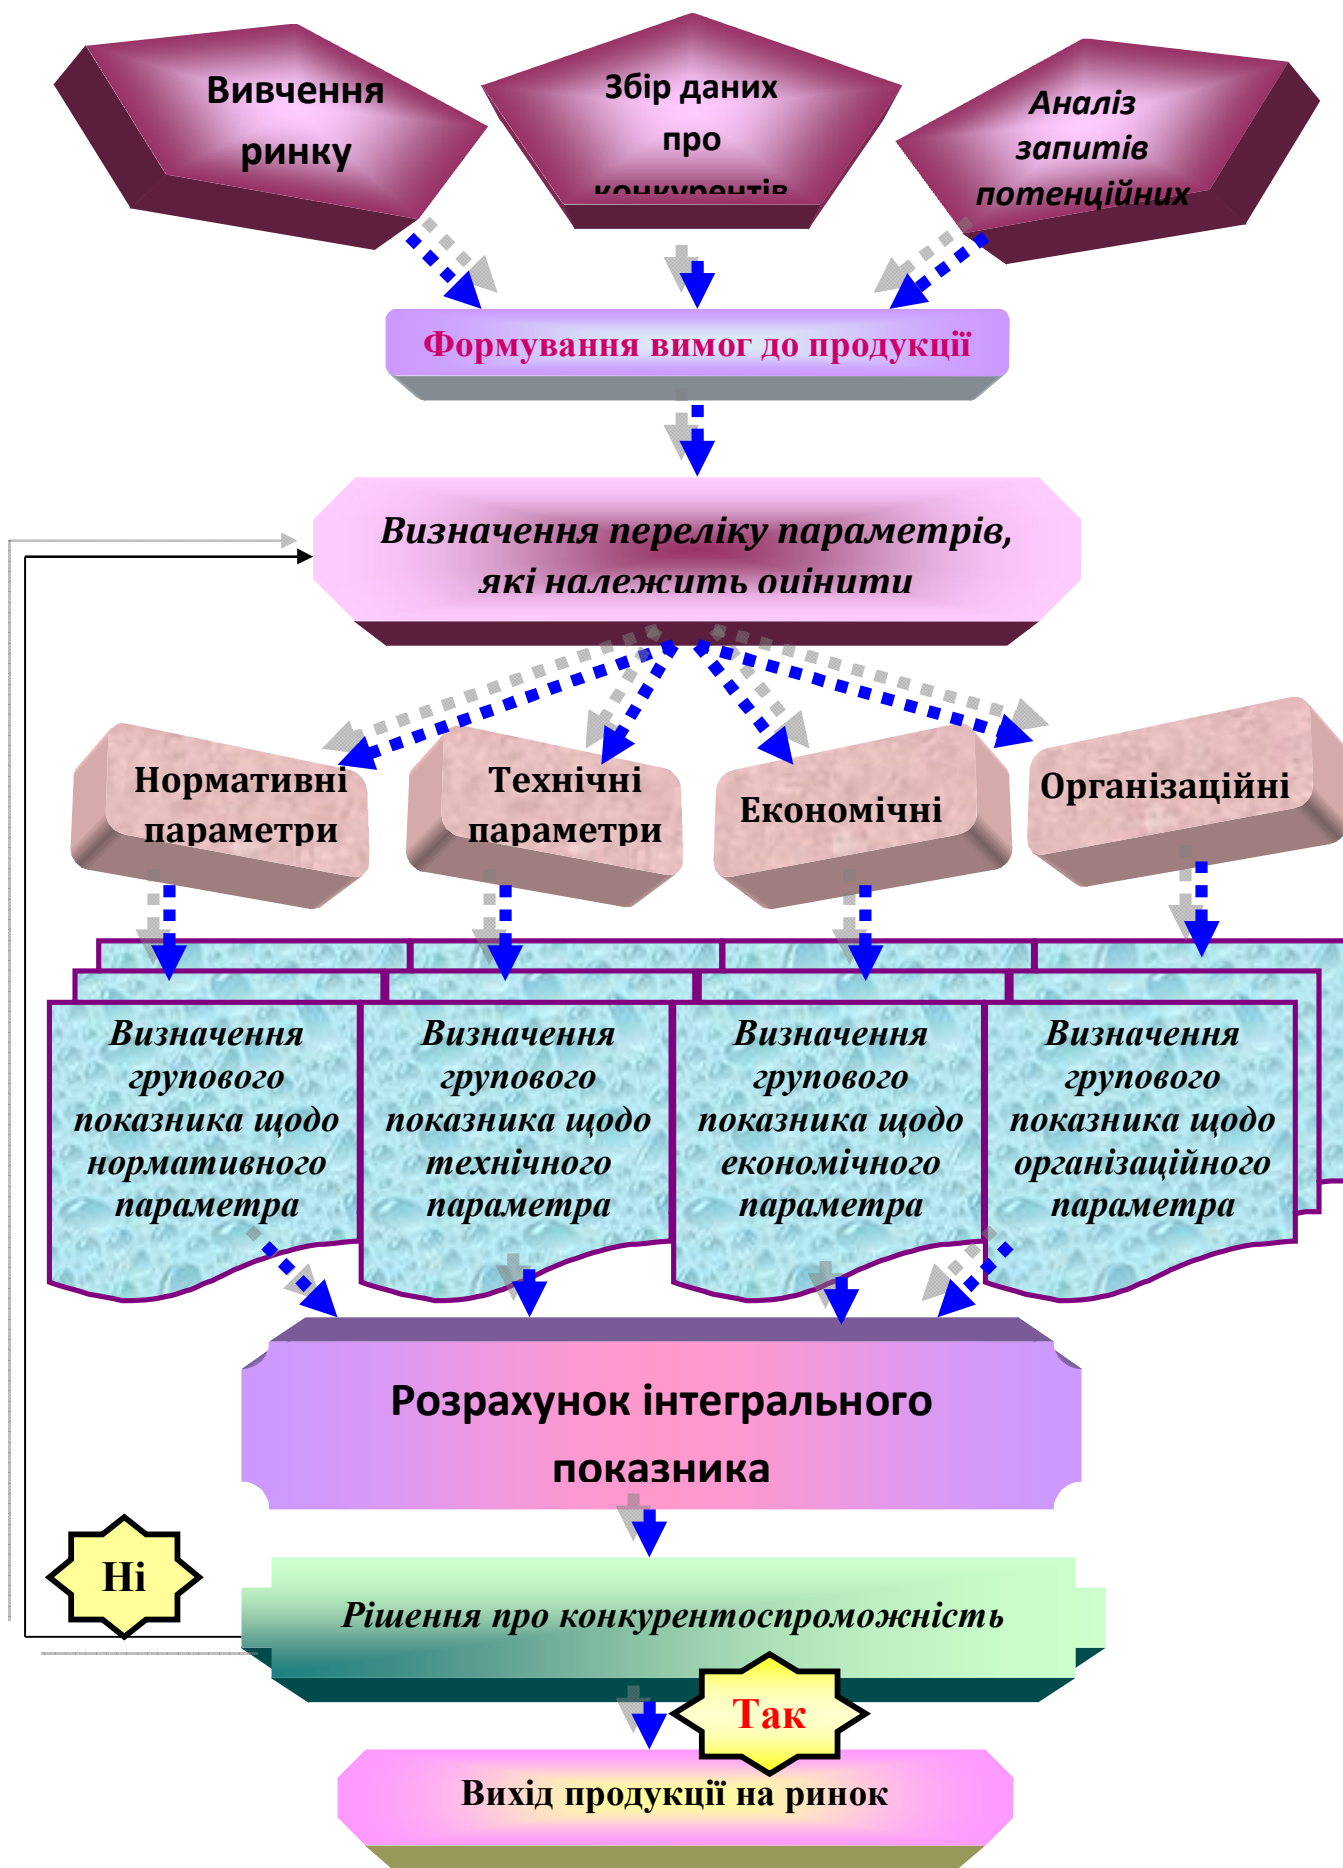 Вивчення
ринку
Збір даних
про
конкурентів
Аналіз
запитів
потенційних
Формування вимог до продукції
Визначення переліку параметрів,
які належить оцінити
Нормативні
параметри
Технічні
параметри
Економічні
Організаційні
Визначення
групового
показника щодо
нормативного
параметра
Визначення
групового
показника щодо
технічного
параметра
Визначення
групового
показника щодо
економічного
параметра
Визначення
групового
показника щодо
організаційного
параметра
Розрахунок інтегрального
показника
Ні
Рішення про конкурентоспроможність
Так
Вихід продукції на ринок